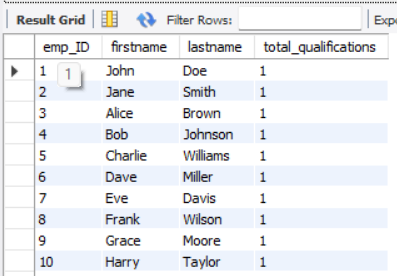 Result Grid Filter Rows: Expo
emp_ID firstname lastname total_qualifications
1 1 John Doe 1
2 Jane Smith 1
3 Alice Brown 1
4 Bob Johnson 1
5 Charlie Williams 1
6 Dave Miller 1
7 Eve Davis 1
8 Frank Wilson 1
9 Grace Moore 1
10 Harry Taylor 1